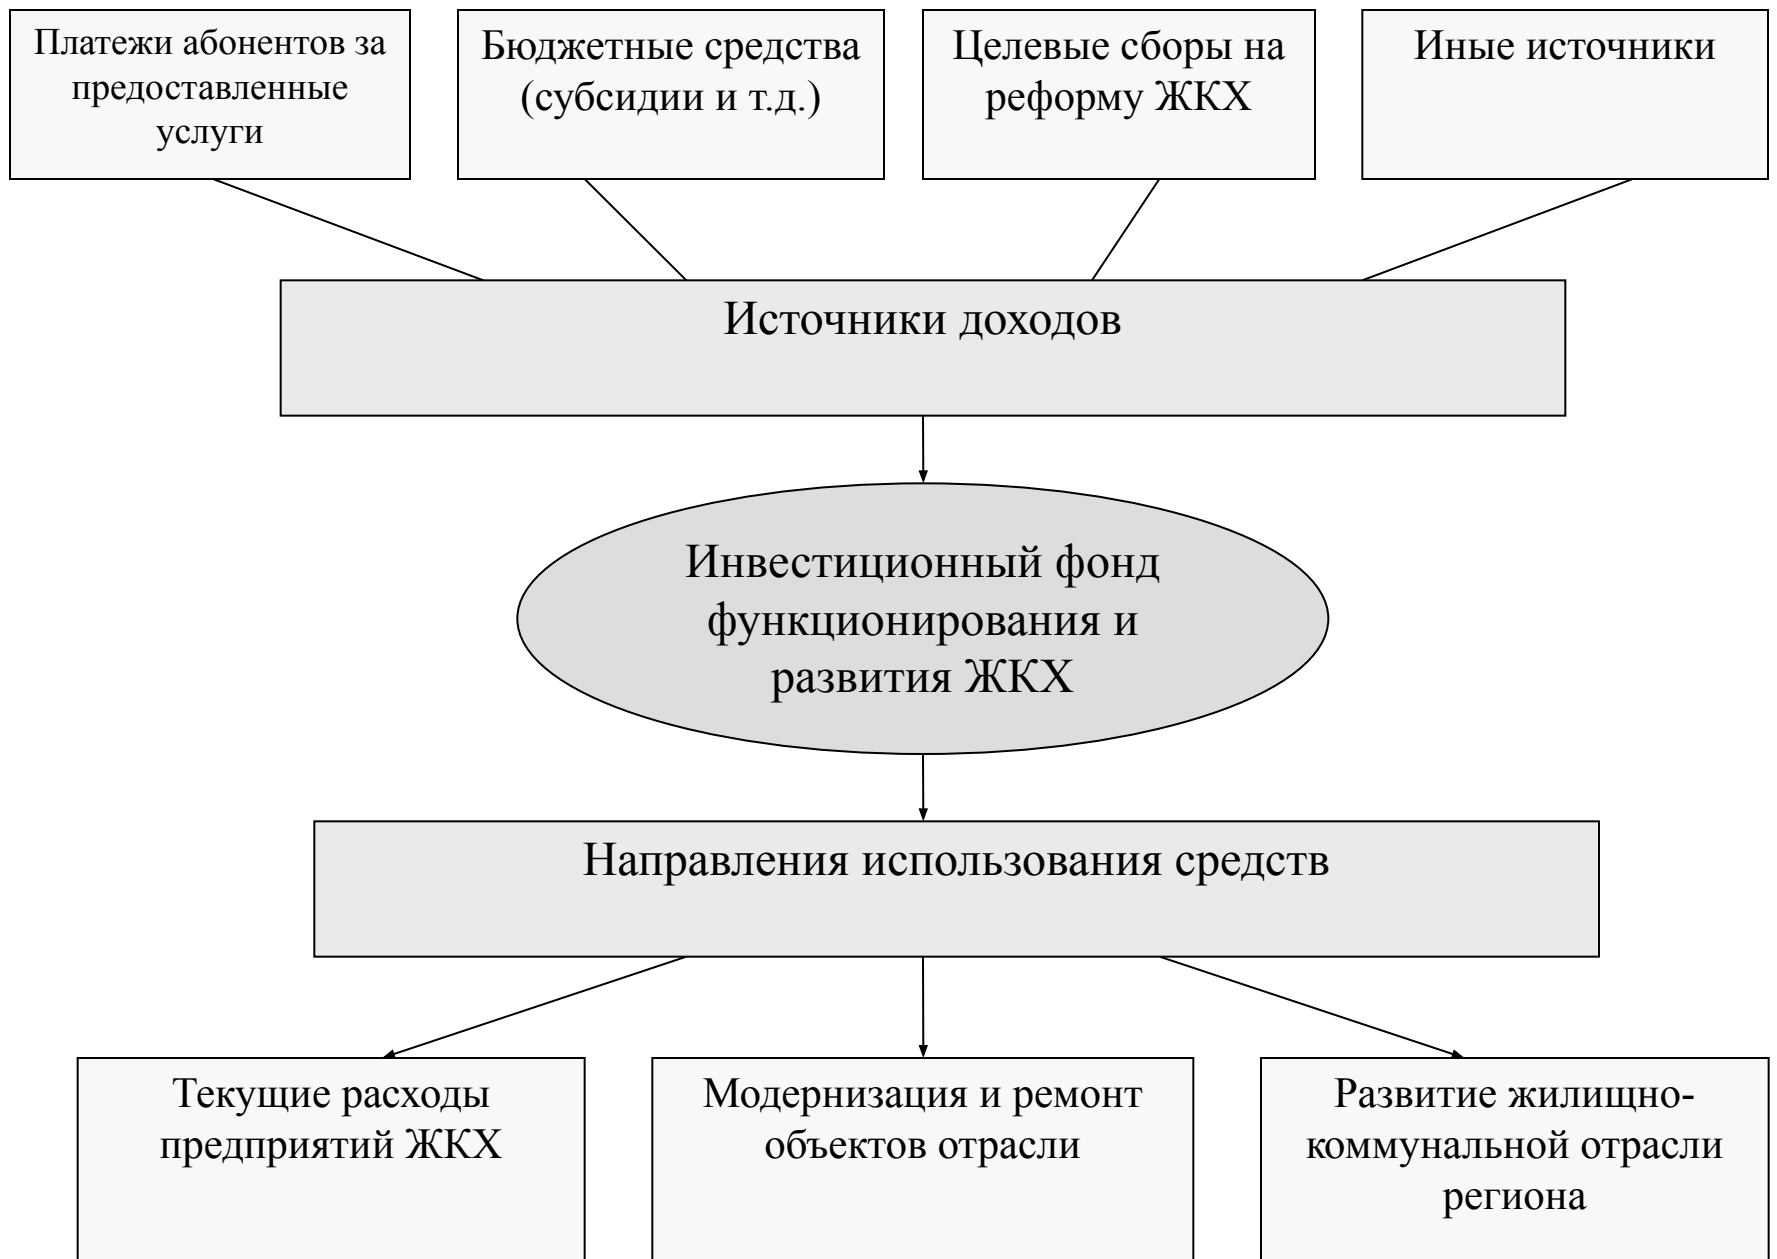 Платежи абонентов за
предоставленные
услуги
Бюджетные средства
(субсидии и т.д.)
Целевые сборы на
реформу ЖКХ
Иные источники
Источники доходов
Инвестиционный фонд
функционирования и
развития ЖКХ
Направления использования средств
Текущие расходы
предприятий ЖКХ
Модернизация и ремонт
объектов отрасли
Развитие жилищно-
коммунальной отрасли
региона